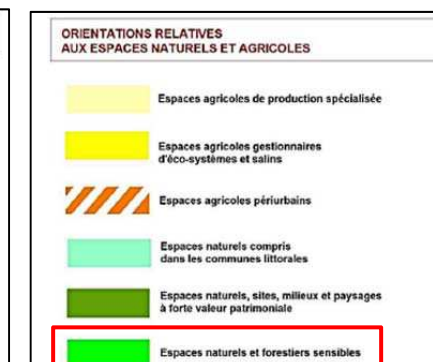 ORIENTATIONS RELATIVES
AUX ESPACES NATURELS ET AGRICOLES
Espaces agricoles de production spécialisée
Espaces agricoles gestionnaires
d'éco-systèmes et salins
Espaces agricoles périurbains
Espaces naturels compris
dans les communes littorales
Espaces naturels, sites, milieux et paysages
à forte valeur patrimoniale
Espaces naturels et forestiers sensibles